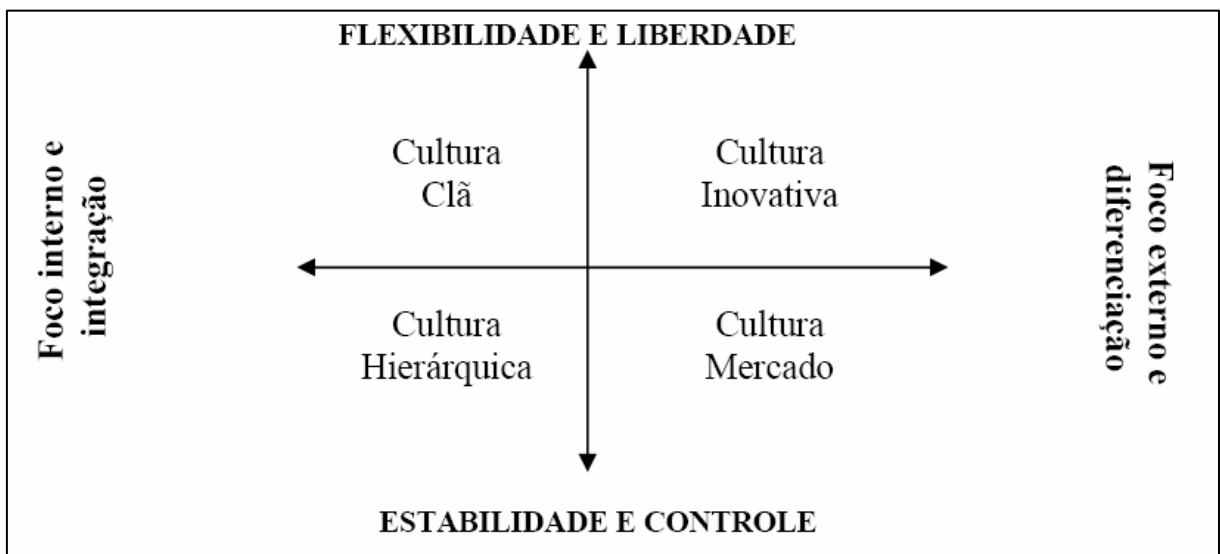 FLEXIBILIDADE E LIBERDADE
Foco interno e
integração
Cultura
Clã
Cultura
Inovativa
Foco externo e
diferenciação
Cultura
Hierárquica
Cultura
Mercado
ESTABILIDADE E CONTROLE